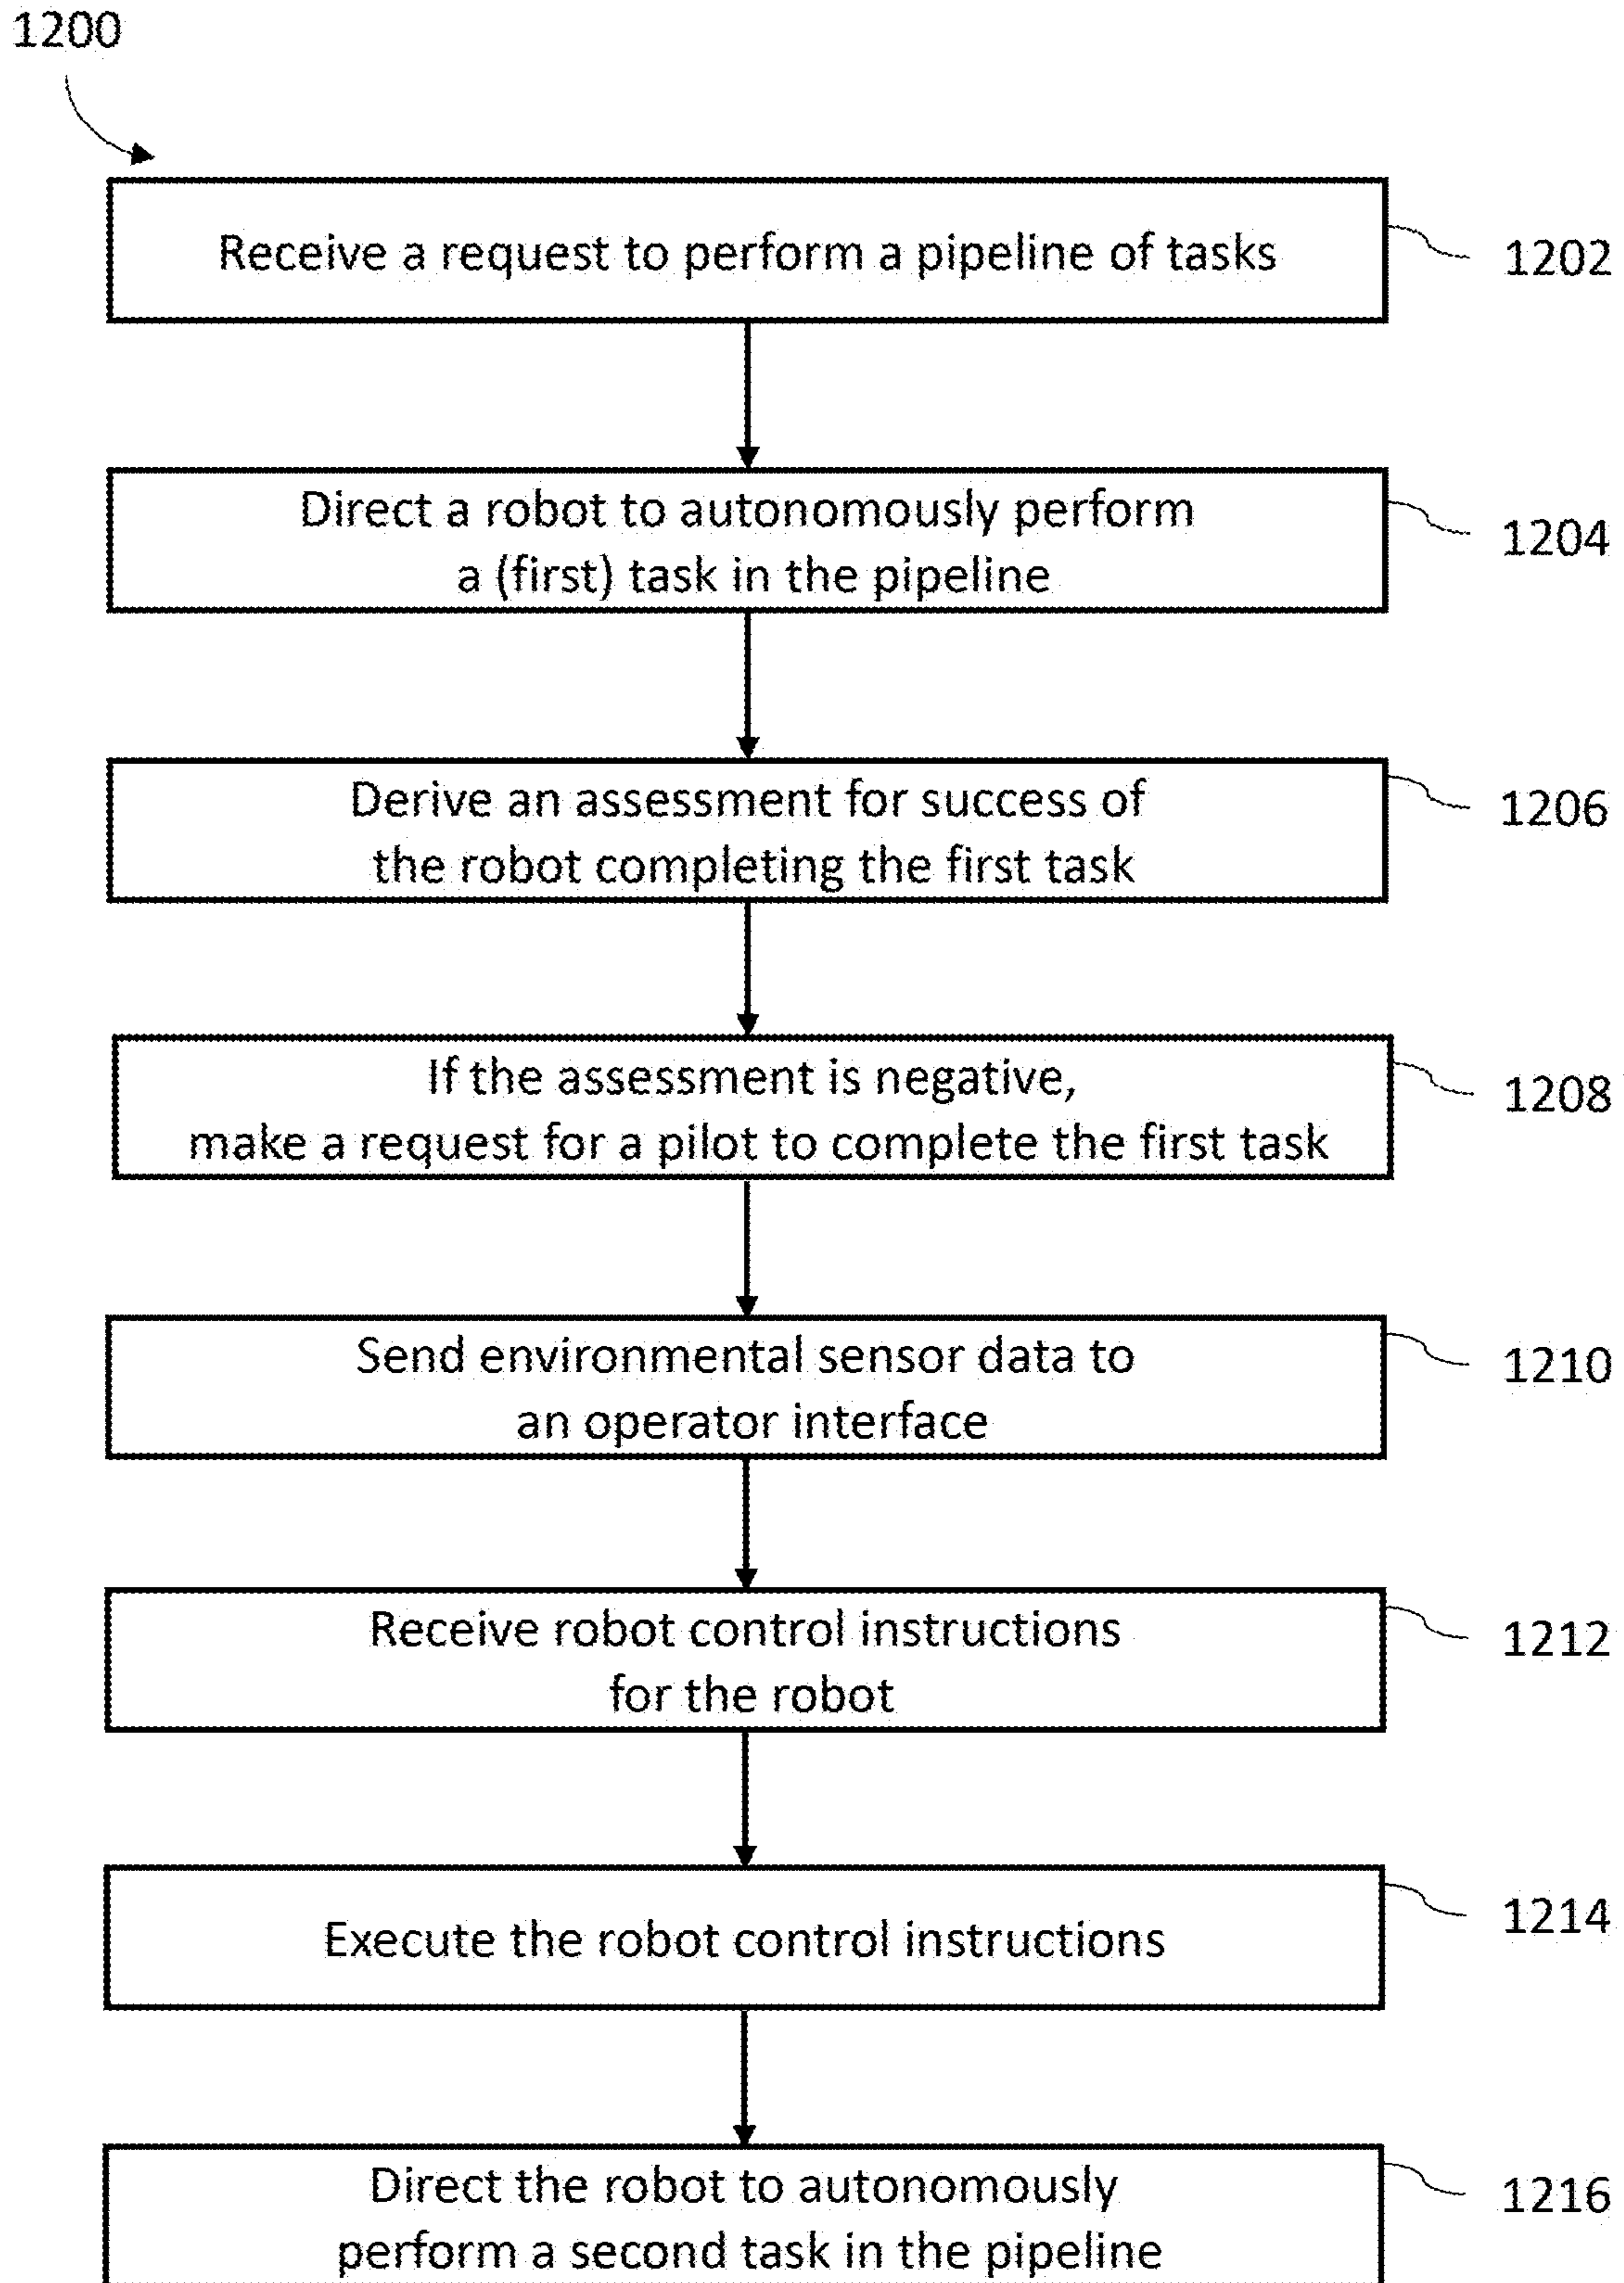 1200
Receive a request to perform a pipeline of tasks
1202
Direct a robot to autonomously perform
a (first) task in the pipeline
1204
Derive an assessment for success of
the robot completing the first task
1206
If the assessment is negative,
make a request for a pilot to complete the first task
1208
Send environmental sensor data to
an operator interface
1210
Receive robot control instructions
for the robot
1212
Execute the robot control instructions
1214
Direct the robot to autonomously
perform a second task in the pipeline
1216